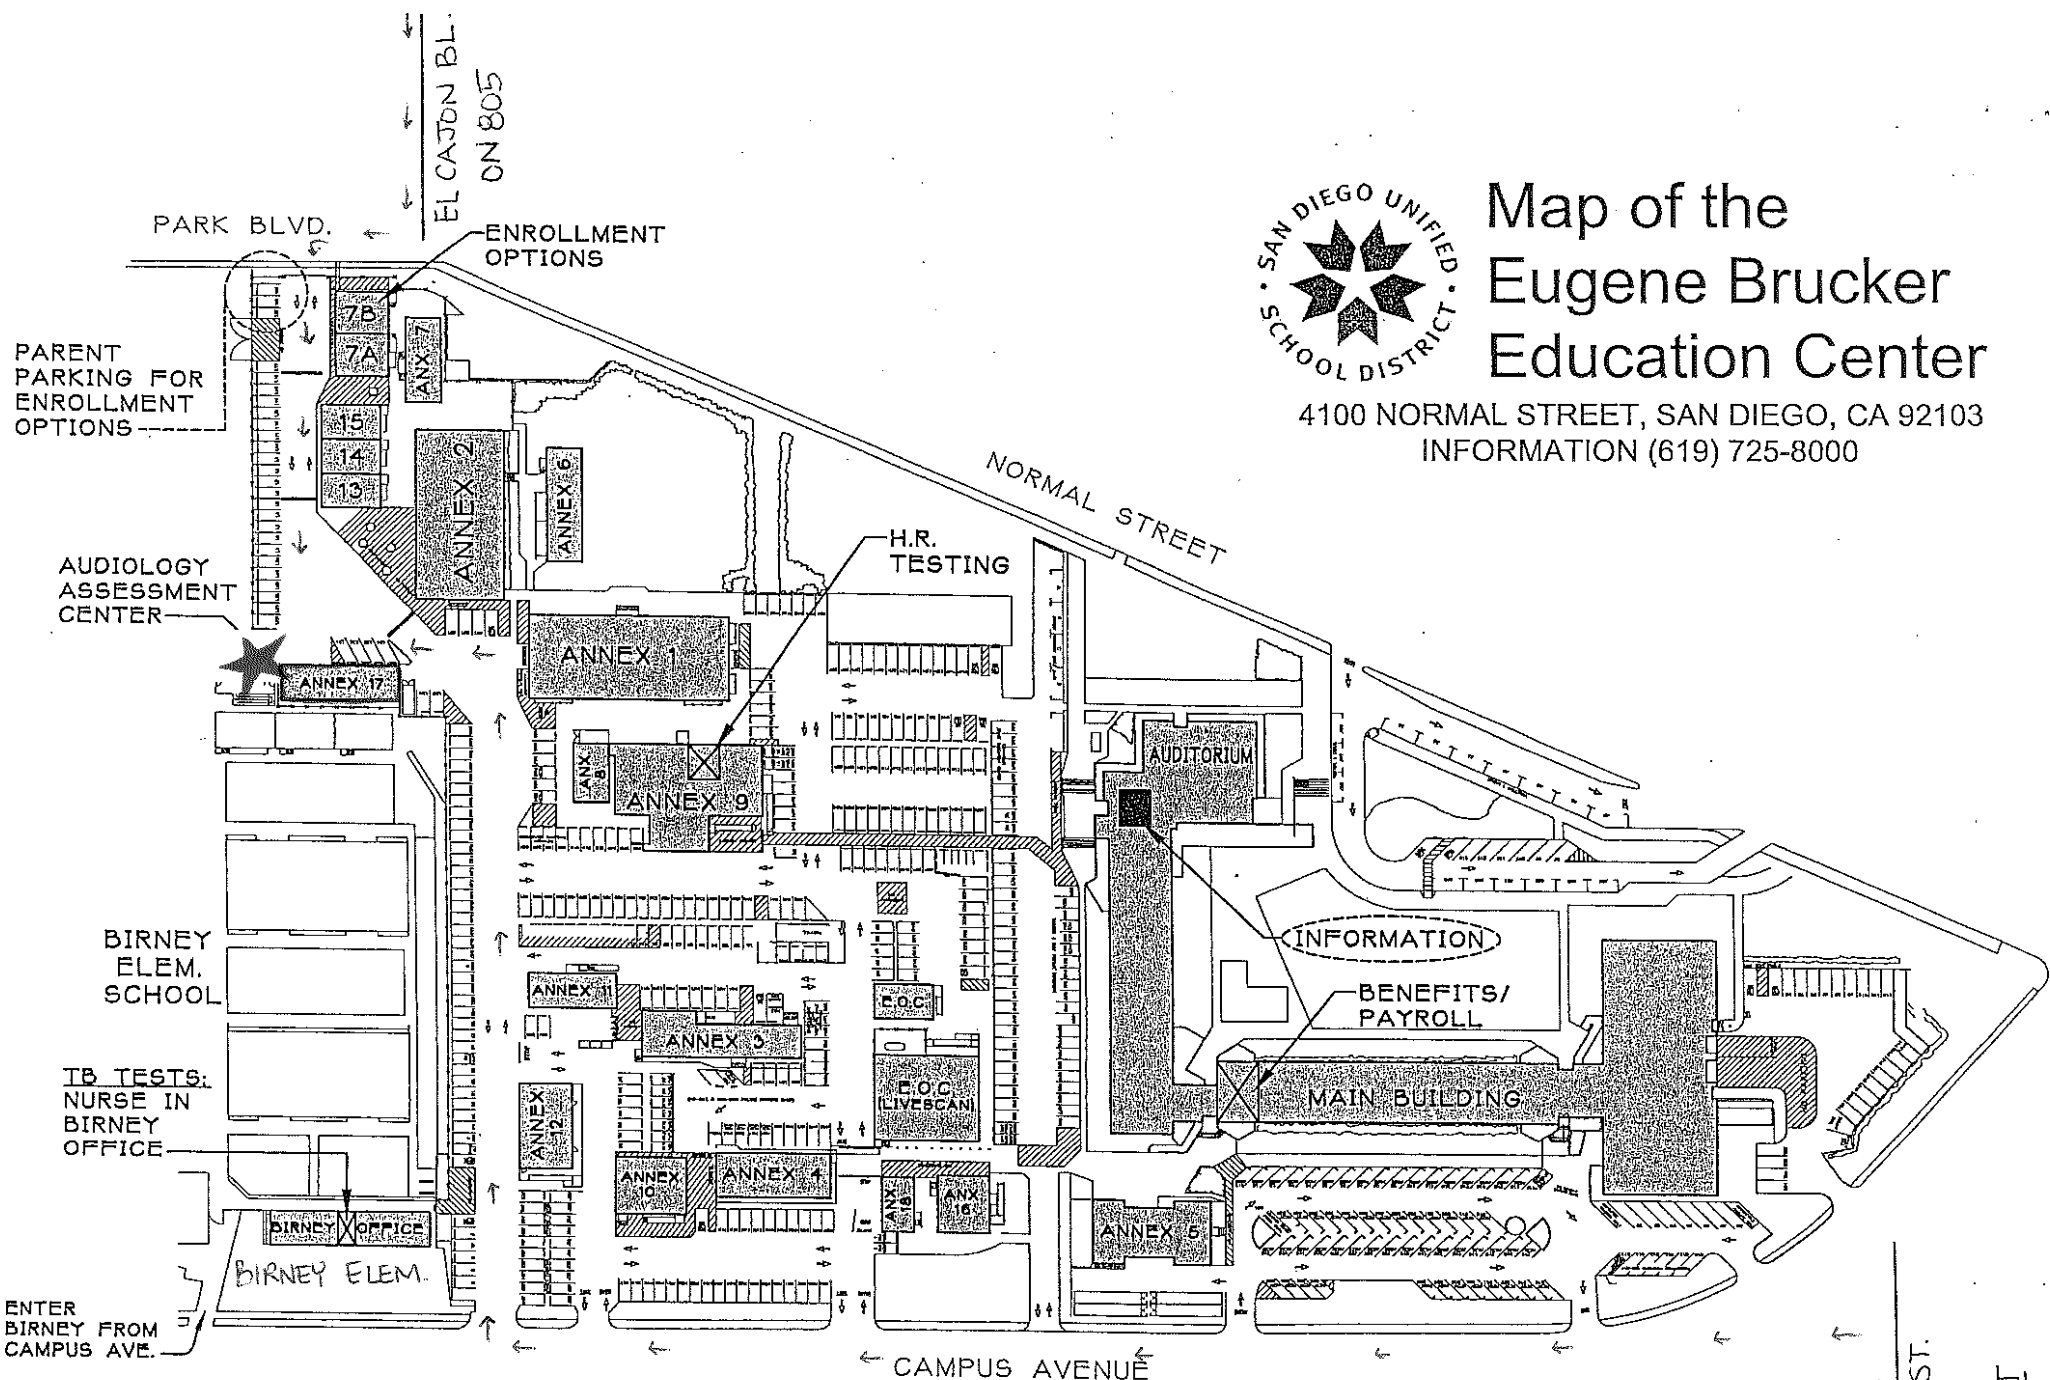 EL CAJON BL.
ON 805
PARK BLVD.
ENROLLMENT
OPTIONS
SAN DIEGO UNIFIED
• SCHOOL DISTRICT •
Map of the
Eugene Brucker
Education Center
4100 NORMAL STREET, SAN DIEGO, CA 92103
INFORMATION (619) 725-8000
7B
7A
ANX 7
PARENT
PARKING FOR
ENROLLMENT
OPTIONS
15
14
13
ANNEX 2
ANNEX 6
NORMAL STREET
H.R.
TESTING
AUDIOLOGY
ASSESSMENT
CENTER
ANNEX 17
ANNEX 1
ANX 8
ANNEX 9
AUDITORIUM
INFORMATION
BIRNEY
ELEM.
SCHOOL
ANNEX 11
ANNEX 3
E.O.C
E.O.C
(LIVESCAN)
BENEFITS/
PAYROLL
MAIN BUILDING
TB TESTS:
NURSE IN
BIRNEY
OFFICE
ANNEX
12
ANNEX
10
ANNEX 4
ANX
18
ANX
16
ANNEX 5
BIRNEY OFFICE
BIRNEY ELEM.
ENTER
BIRNEY FROM
CAMPUS AVE.
CAMPUS AVENUE
ST.